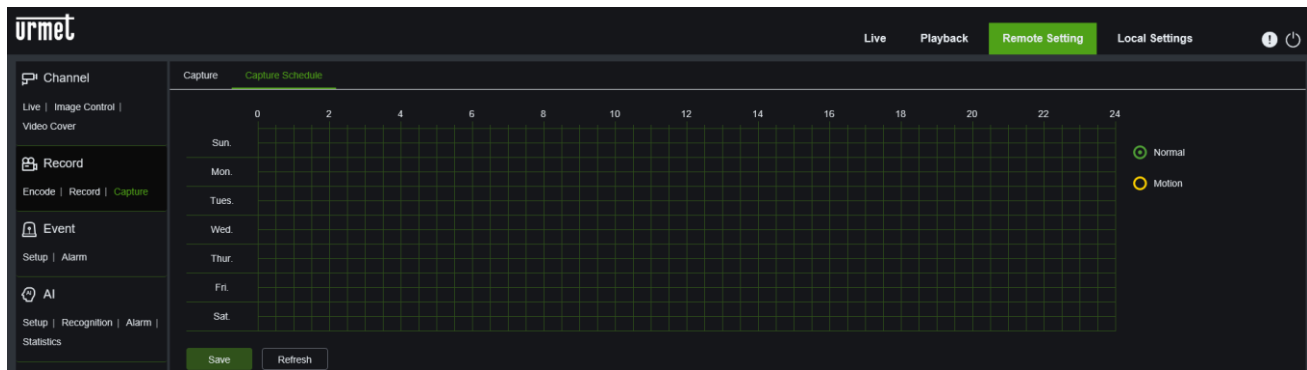 urmet
Live Playback Remote Setting Local Settings
Channel
Live | Image Control |
Video Cover
Record
Encode | Record | Capture
Event
Setup | Alarm
AI
Setup | Recognition | Alarm |
Statistics
Capture Capture Schedule
0 2 4 6 8 10 12 14 16 18 20 22 24
Sun.
Mon.
Tues.
Wed.
Thur.
Fri.
Sat.
Normal
Motion
Save Refresh